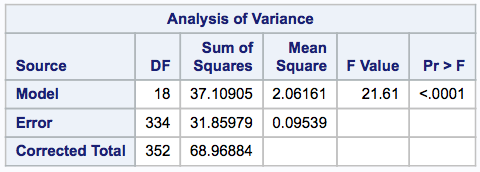 Analysis of Variance
Source DF Sum of Squares Mean Square F Value Pr > F
Model 18 37.10905 2.06161 21.61 <.0001
Error 334 31.85979 0.09539
Corrected Total 352 68.96884